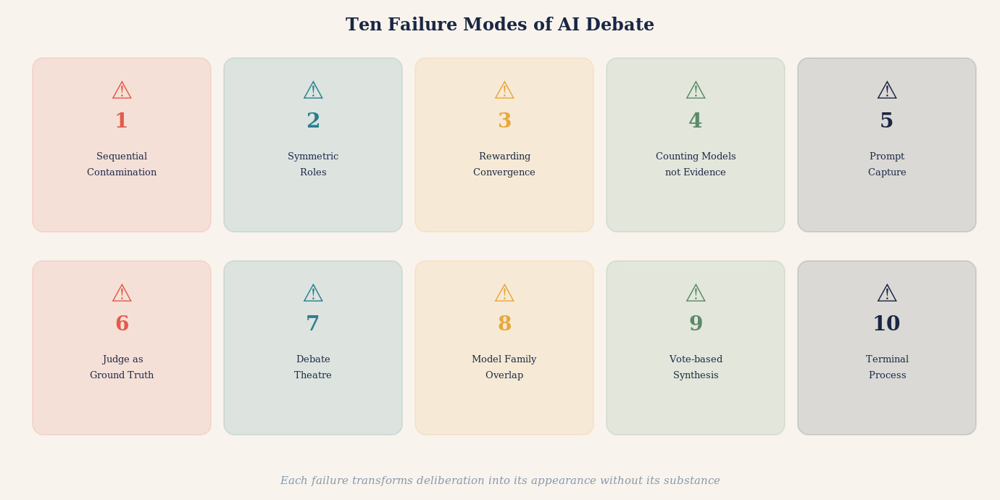 Ten Failure Modes of AI Debate
⚠
1
Sequential
Contamination
⚠
2
Symmetric
Roles
⚠
3
Rewarding
Convergence
⚠
4
Counting Models
not Evidence
⚠
5
Prompt
Capture
⚠
6
Judge as
Ground Truth
⚠
7
Debate
Theatre
⚠
8
Model Family
Overlap
⚠
9
Vote-based
Synthesis
⚠
10
Terminal
Process
Each failure transforms deliberation into its appearance without its substance